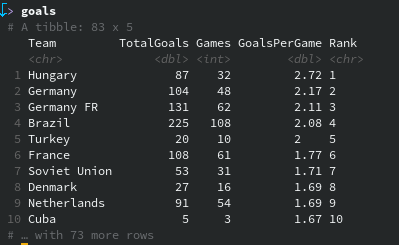 > goals
# A tibble: 83 x 5
Team TotalGoals Games GoalsPerGame Rank
<chr> <dbl> <int> <dbl> <chr>
1 Hungary 87 32 2.72 1
2 Germany 104 48 2.17 2
3 Germany FR 131 62 2.11 3
4 Brazil 225 108 2.08 4
5 Turkey 20 10 2 5
6 France 108 61 1.77 6
7 Soviet Union 53 31 1.71 7
8 Denmark 27 16 1.69 8
9 Netherlands 91 54 1.69 9
10 Cuba 5 3 1.67 10
# … with 73 more rows